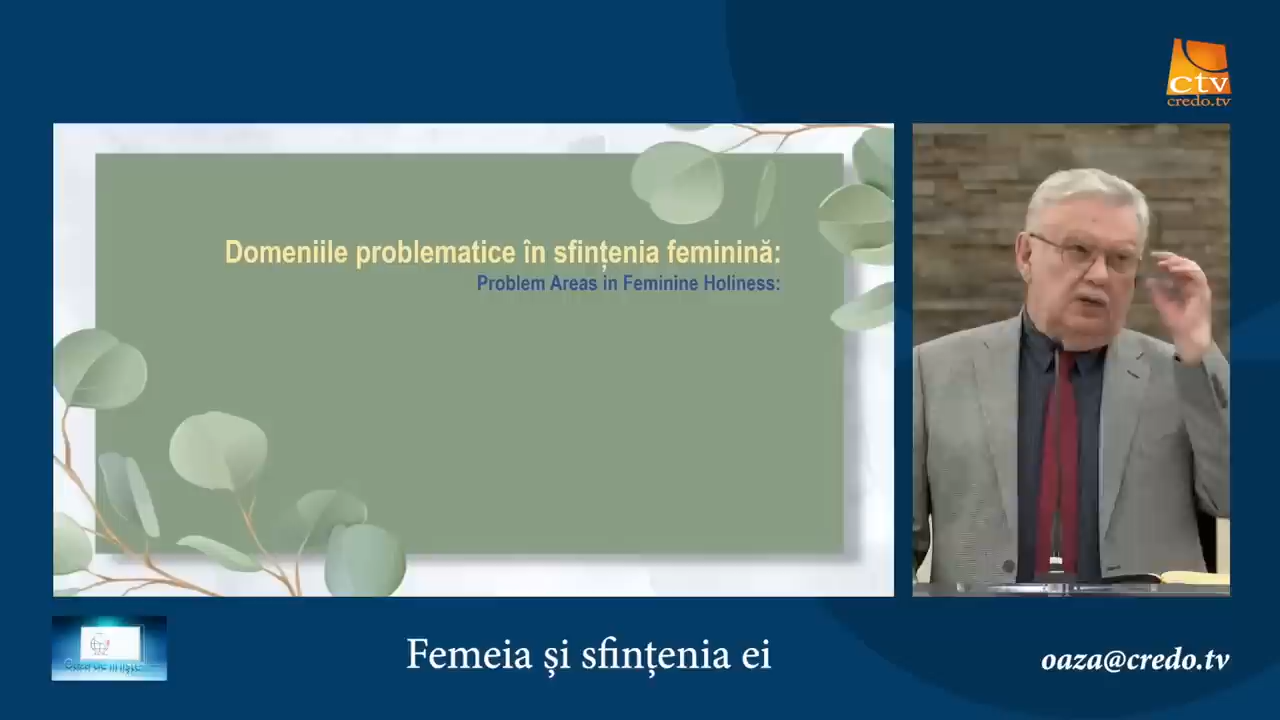 ctv
credo.tv
Domeniile problematice în sfințenia feminină:
Problem Areas in Feminine Holiness:
Femeia și sfințenia ei
oaza@credo.tv